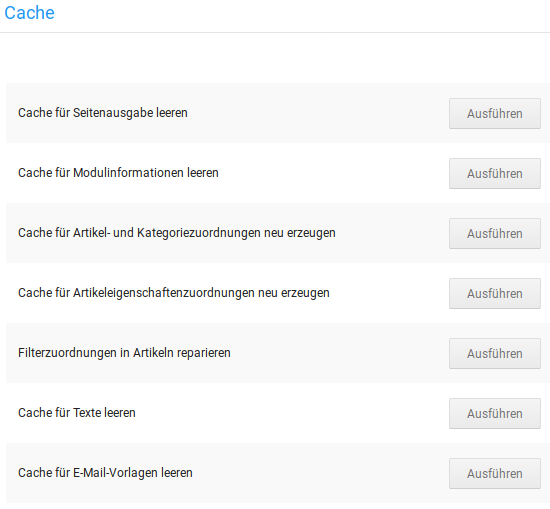 Cache
Cache für Seitenausgabe leeren Ausführen
Cache für Modulinformationen leeren Ausführen
Cache für Artikel- und Kategoriezuordnungen neu erzeugen Ausführen
Cache für Artikeleigenschaftenzuordnungen neu erzeugen Ausführen
Filterzuordnungen in Artikeln reparieren Ausführen
Cache für Texte leeren Ausführen
Cache für E-Mail-Vorlagen leeren Ausführen